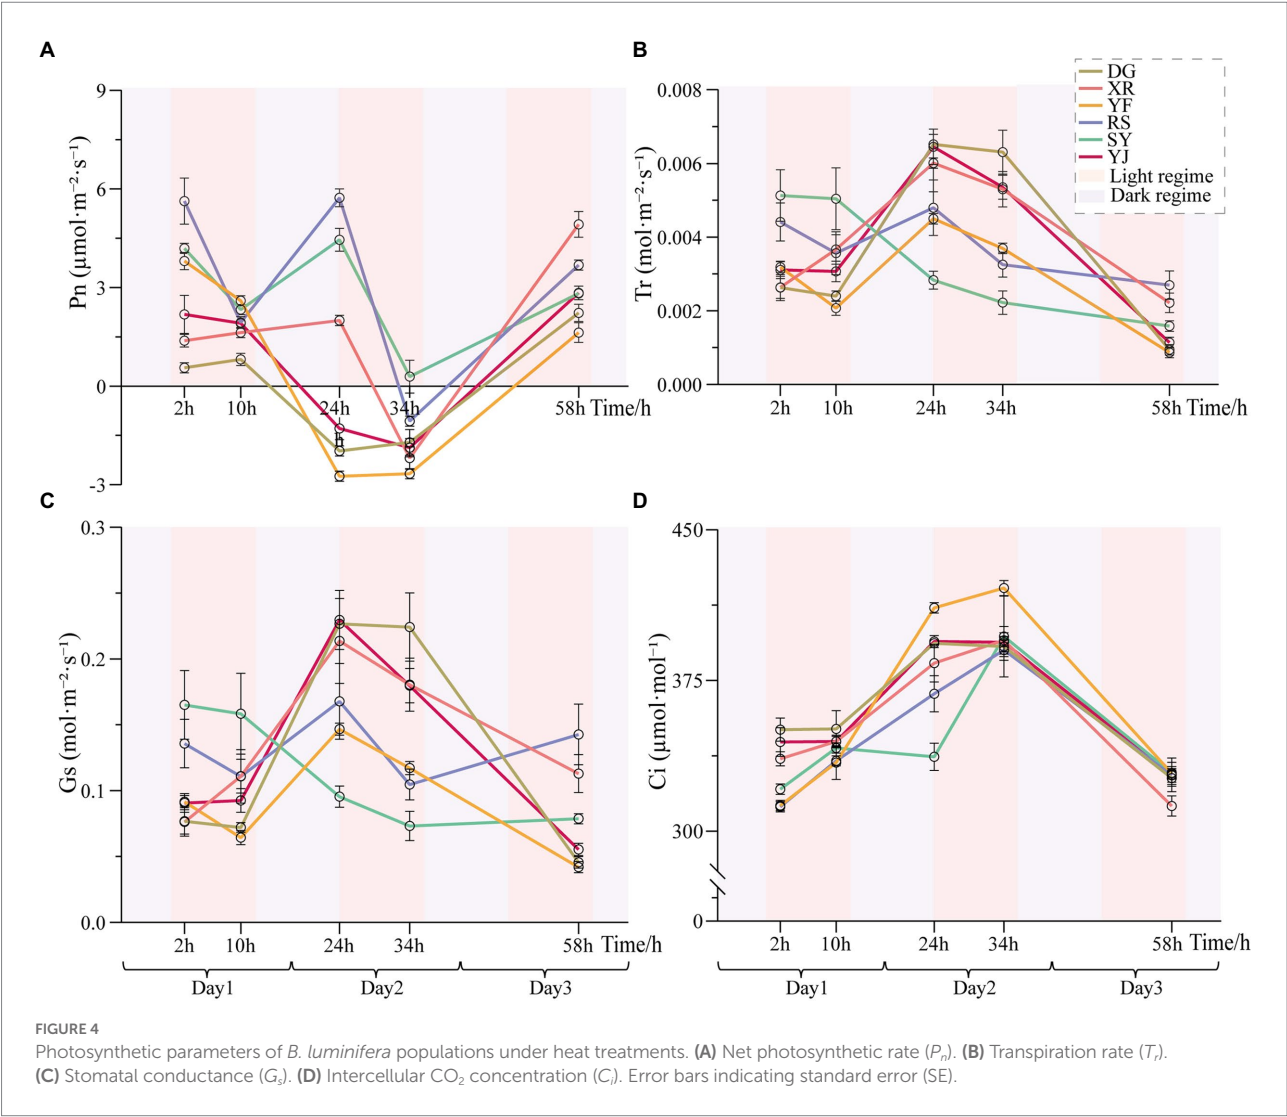 A
9
6
3
0
-3
Pn (μmol·m⁻²·s⁻¹)
2h 10h 24h 34h 58h Time/h
B
0.008
0.006
0.004
0.002
0.000
Tr (mol·m⁻²·s⁻¹)
2h 10h 24h 34h 58h Time/h
DG
XR
YF
RS
SY
YJ
Light regime
Dark regime
C
0.3
0.2
0.1
0.0
Gs (mol·m⁻²·s⁻¹)
2h 10h 24h 34h 58h Time/h
Day1 Day2 Day3
D
450
375
300
0
Ci (μmol·mol⁻¹)
2h 10h 24h 34h 58h Time/h
Day1 Day2 Day3
FIGURE 4
Photosynthetic parameters of B. luminifera populations under heat treatments. (A) Net photosynthetic rate (Pₙ). (B) Transpiration rate (Tᵣ).
(C) Stomatal conductance (Gₛ). (D) Intercellular CO₂ concentration (Cᵢ). Error bars indicating standard error (SE).